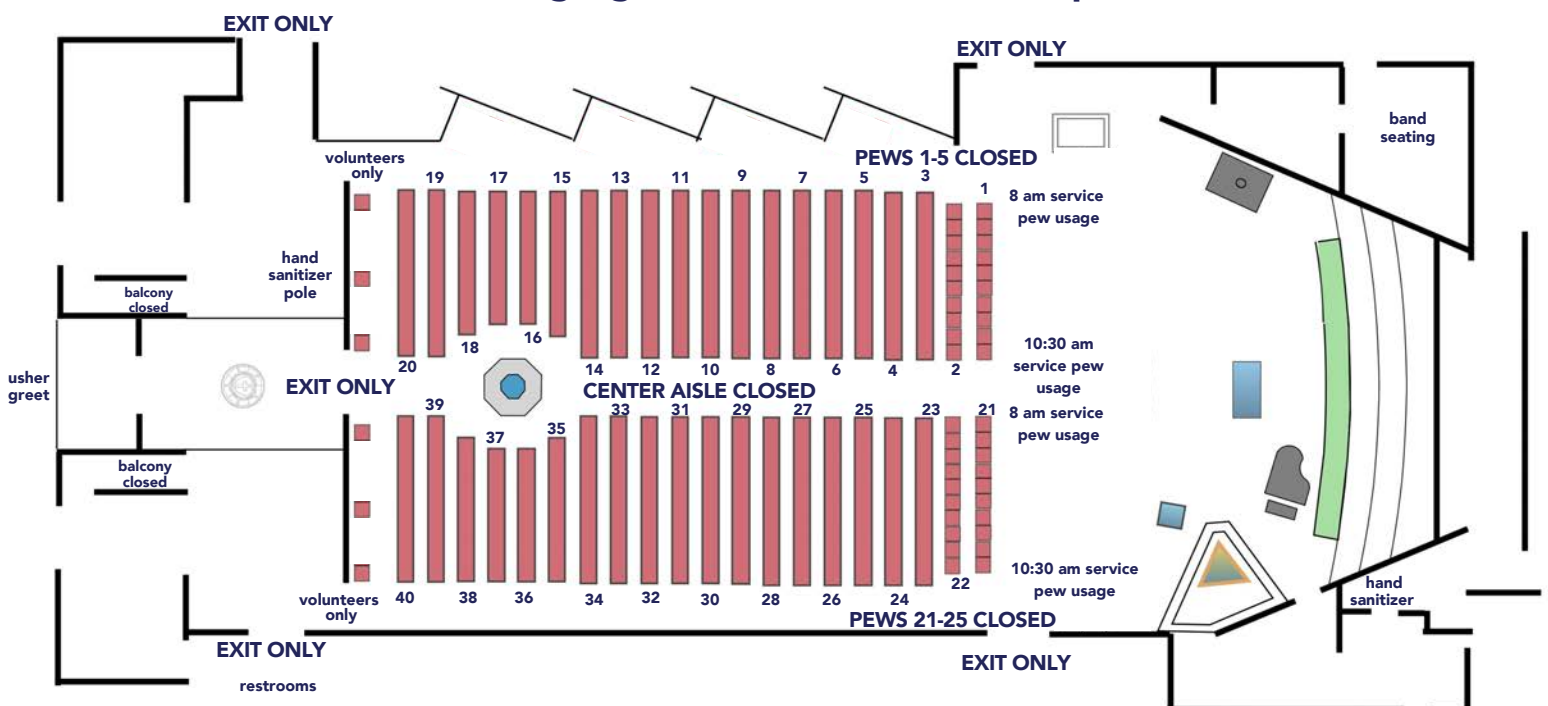 EXIT ONLY
EXIT ONLY
band
seating
volunteers
only
PEWS 1-5 CLOSED
19
17
15
13
11
9
7
5
3
1
8 am service
pew usage
hand
sanitizer
pole
balcony
closed
20
18
16
14
12
10
8
6
4
2
10:30 am
service pew
usage
usher
greet
EXIT ONLY
CENTER AISLE CLOSED
39
37
35
33
31
29
27
25
23
21
8 am service
pew usage
balcony
closed
volunteers
only
40
38
36
34
32
30
28
26
24
22
10:30 am service
pew usage
hand
sanitizer
PEWS 21-25 CLOSED
EXIT ONLY
EXIT ONLY
restrooms